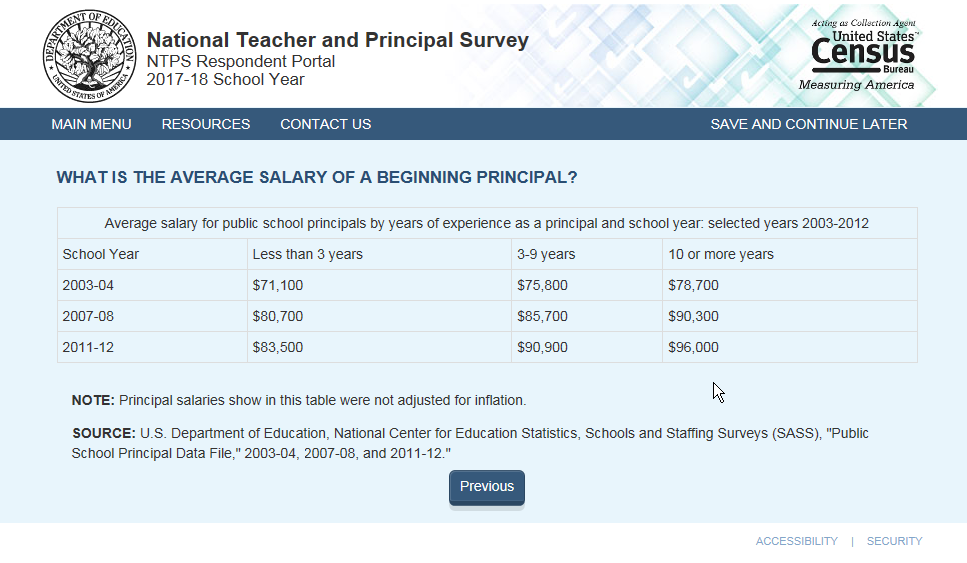 DEPARTMENT OF EDUCATION
UNITED STATES OF AMERICA
National Teacher and Principal Survey
NTPS Respondent Portal
2017-18 School Year
Acting as Collection Agent
United States™
Census
Bureau
Measuring America
MAIN MENU RESOURCES CONTACT US SAVE AND CONTINUE LATER
WHAT IS THE AVERAGE SALARY OF A BEGINNING PRINCIPAL?
Average salary for public school principals by years of experience as a principal and school year: selected years 2003-2012
School Year Less than 3 years 3-9 years 10 or more years
2003-04 $71,100 $75,800 $78,700
2007-08 $80,700 $85,700 $90,300
2011-12 $83,500 $90,900 $96,000
NOTE: Principal salaries show in this table were not adjusted for inflation.
SOURCE: U.S. Department of Education, National Center for Education Statistics, Schools and Staffing Surveys (SASS), "Public
School Principal Data File," 2003-04, 2007-08, and 2011-12."
Previous
ACCESSIBILITY | SECURITY